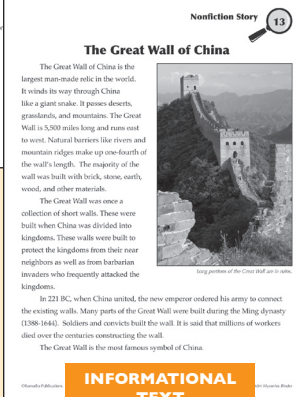 Nonfiction Story
13
The Great Wall of China
The Great Wall of China is the
largest man-made relic in the world.
It winds its way through China
like a giant snake. It passes deserts,
grasslands, and mountains. The Great
Wall is 5,500 miles long and runs east
to west. Natural barriers like rivers and
mountain ridges make up one-fourth of
the wall's length. The majority of the
wall was built with brick, stone, earth,
wood, and other materials.
The Great Wall was once a
collection of short walls. These were
built when China was divided into
kingdoms. These walls were built to
protect the kingdoms from their near
neighbors as well as from barbarian
invaders who frequently attacked the
kingdoms.
long portions of the Great Wall are in ruins.
In 221 BC, when China united, the new emperor ordered his army to connect
the existing walls. Many parts of the Great Wall were built during the Ming dynasty
(1388-1644). Soldiers and convicts built the wall. It is said that millions of workers
died over the centuries constructing the wall.
The Great Wall is the most famous symbol of China.
INFORMATIONAL
TEXT